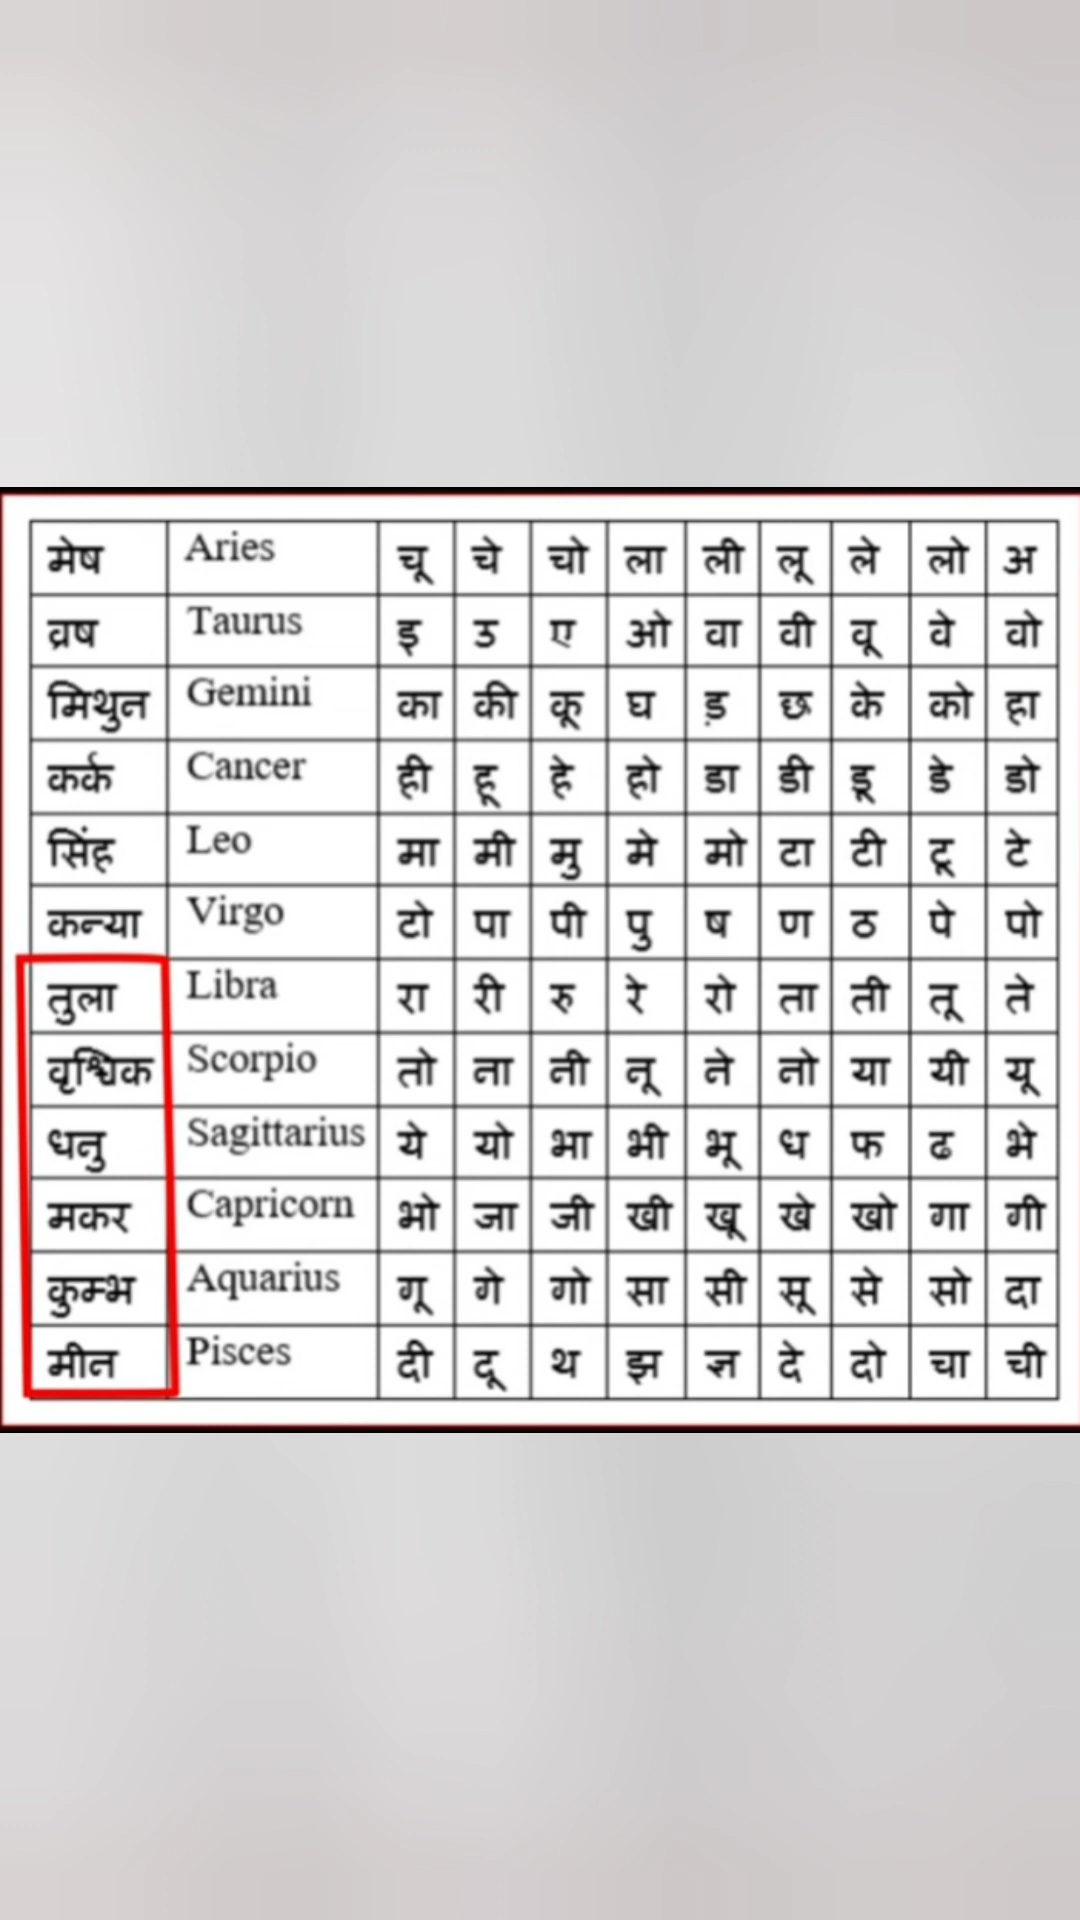 मेष Aries चू चे चो ला ली लू ले लो अ
व्रष Taurus इ उ ए ओ वा वी वू वे वो
मिथुन Gemini का की कू घ ड़ छ के को हा
कर्क Cancer ही हू हे हो डा डी डू डे डो
सिंह Leo मा मी मु मे मो टा टी टू टे
कन्या Virgo टो पा पी पु ष ण ठ पे पो
तुला Libra रा री रु रे रो ता ती तू ते
वृश्चिक Scorpio तो ना नी नू ने नो या यी यू
धनु Sagittarius ये यो भा भी भू ध फ ढ भे
मकर Capricorn भो जा जी खी खू खे खो गा गी
कुम्भ Aquarius गू गे गो सा सी सू से सो दा
मीन Pisces दी दू थ झ ञ दे दो चा ची